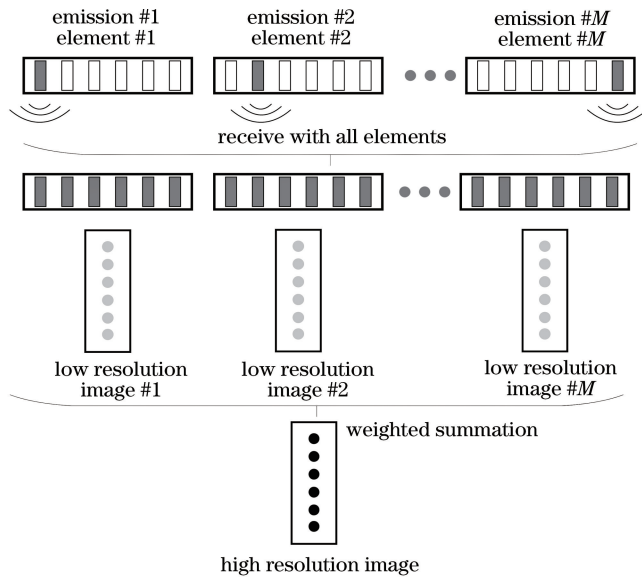 emission #1
element #1
emission #2
element #2
emission #M
element #M
receive with all elements
low resolution
image #1
low resolution
image #2
low resolution
image #M
weighted summation
high resolution image